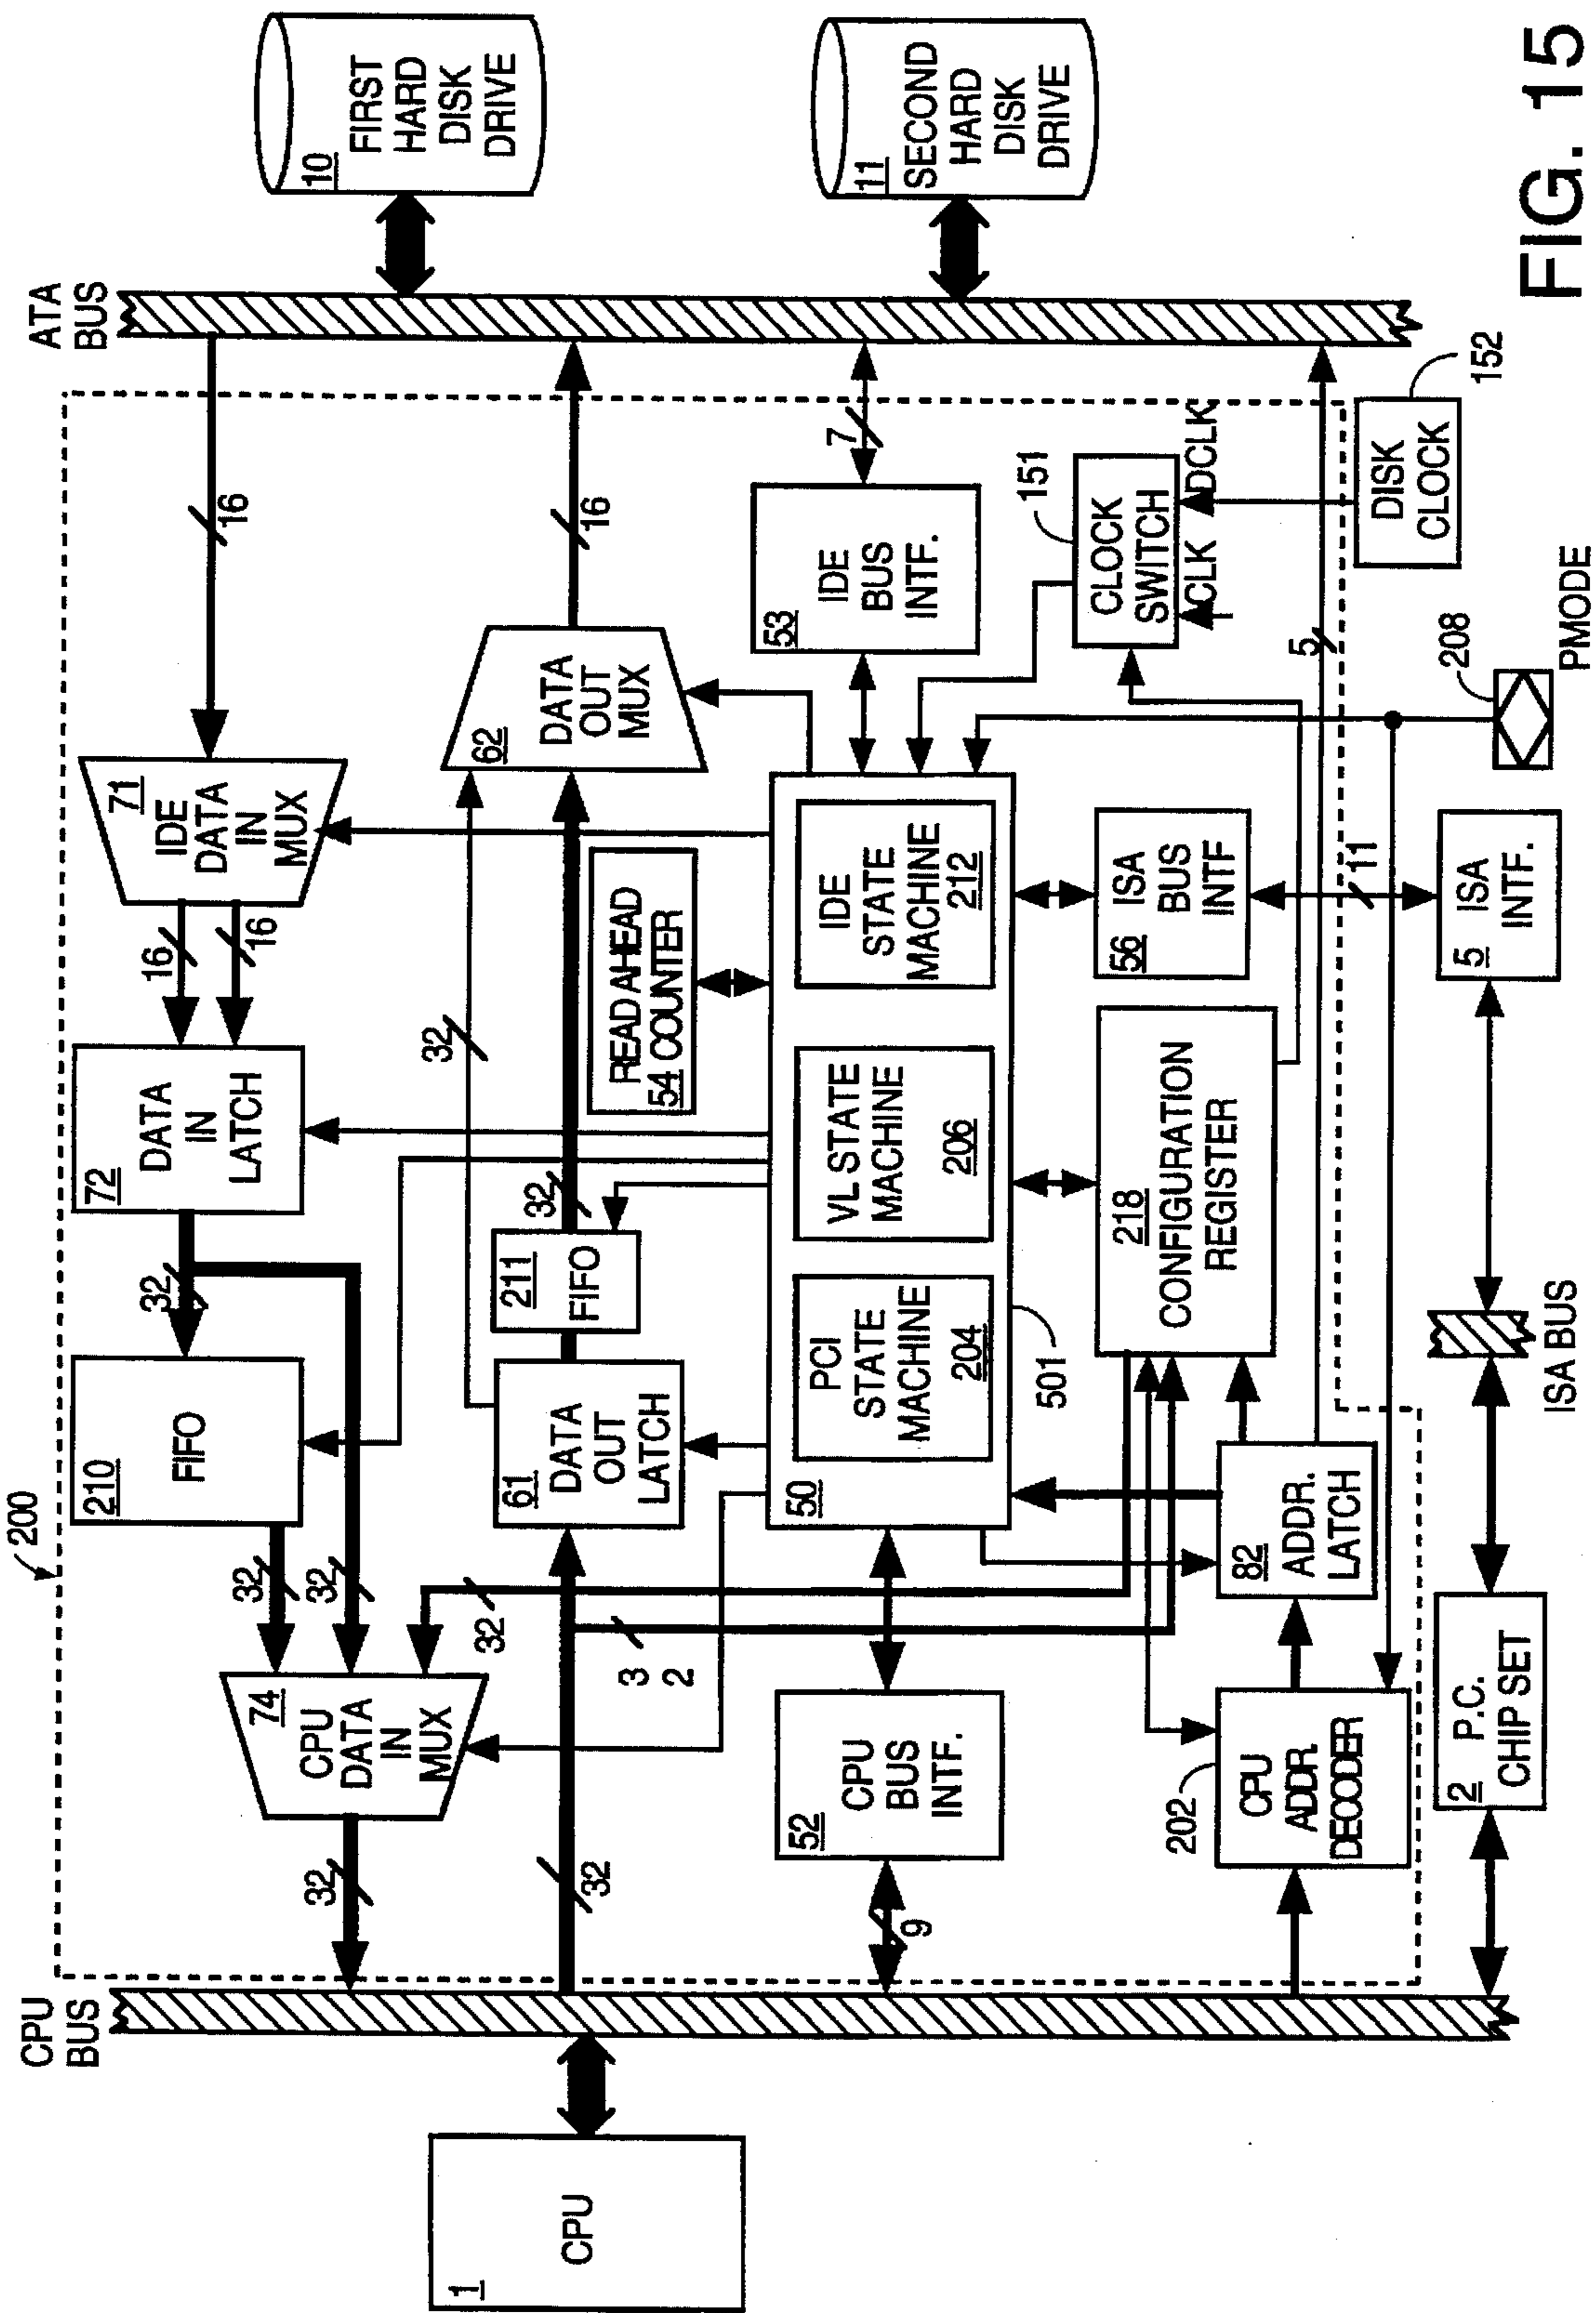 FIG. 15
200
CPU
BUS
ATA
BUS
1
CPU
10
FIRST
HARD
DISK
DRIVE
11
SECOND
HARD
DISK
DRIVE
32
74
CPU
DATA
IN
MUX
32
32
32
210
FIFO
32
72
DATA
IN
LATCH
16
16
71
IDE
DATA
IN
MUX
16
32
3
2
61
DATA
OUT
LATCH
211
FIFO
32
32
62
DATA
OUT
MUX
16
READ AHEAD
54 COUNTER
9
52
CPU
BUS
INTF.
50
PCI
STATE
MACHINE
204
VL STATE
MACHINE
206
IDE
STATE
MACHINE
212
501
53
IDE
BUS
INTF.
7
202
CPU
ADDR.
DECODER
82
ADDR.
LATCH
218
CONFIGURATION
REGISTER
56
ISA
BUS
INTF
11
151
CLOCK
SWITCH
CLK
DCLK
5
152
DISK
CLOCK
208
PMODE
2
P.C.
CHIP SET
ISA BUS
5
ISA
INTF.